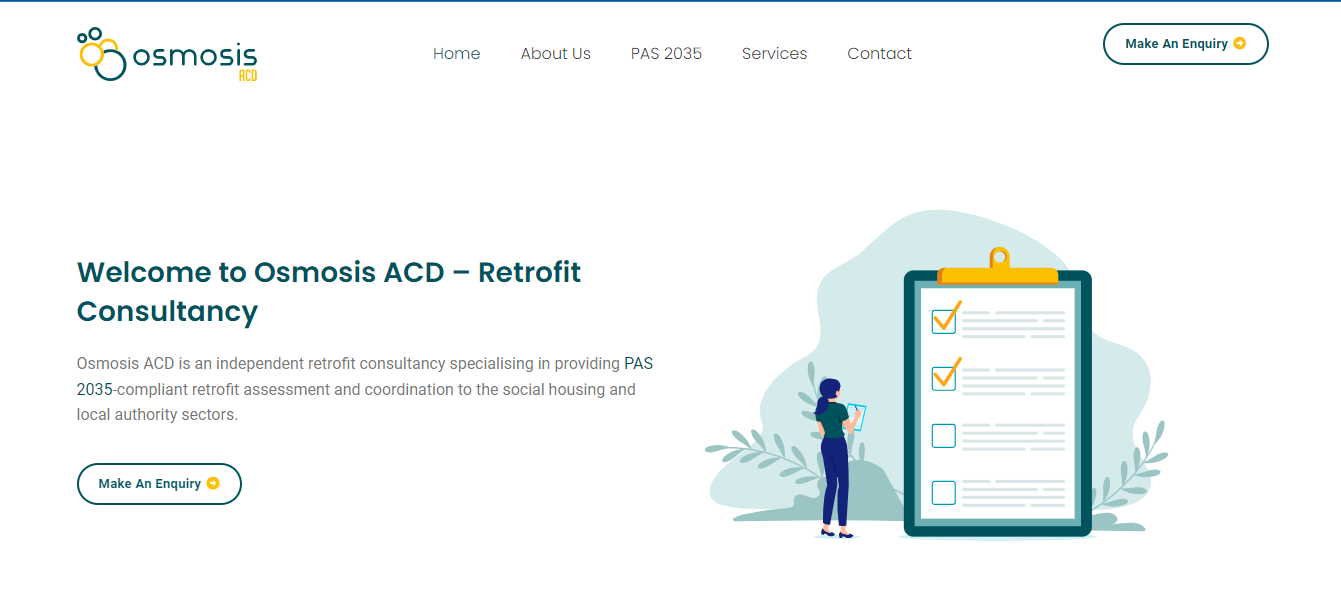 osmosis
ACD
Home About Us PAS 2035 Services Contact
Make An Enquiry
Welcome to Osmosis ACD – Retrofit
Consultancy
Osmosis ACD is an independent retrofit consultancy specialising in providing PAS
2035-compliant retrofit assessment and coordination to the social housing and
local authority sectors.
Make An Enquiry